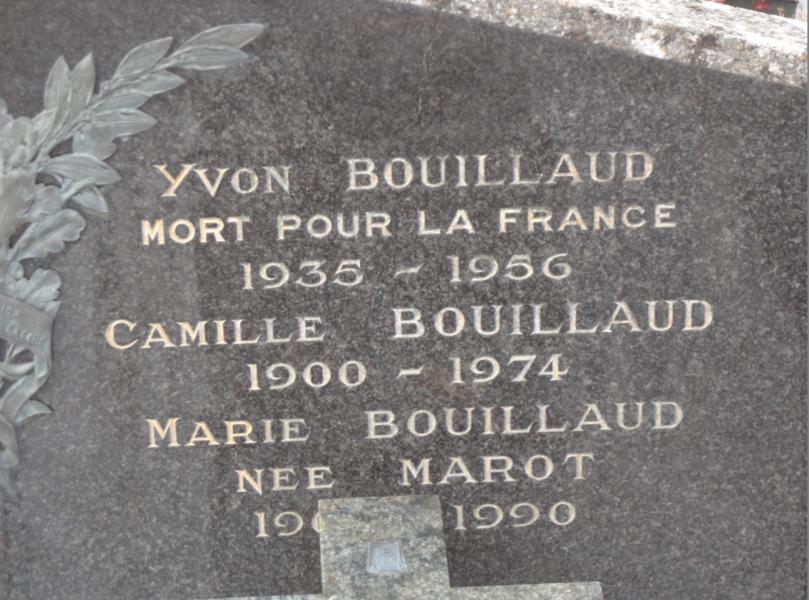 YVON BOUILLAUD
MORT POUR LA FRANCE
1935 - 1956
CAMILLE BOUILLAUD
1900 - 1974
MARIE BOUILLAUD
NEE MAROT
1990